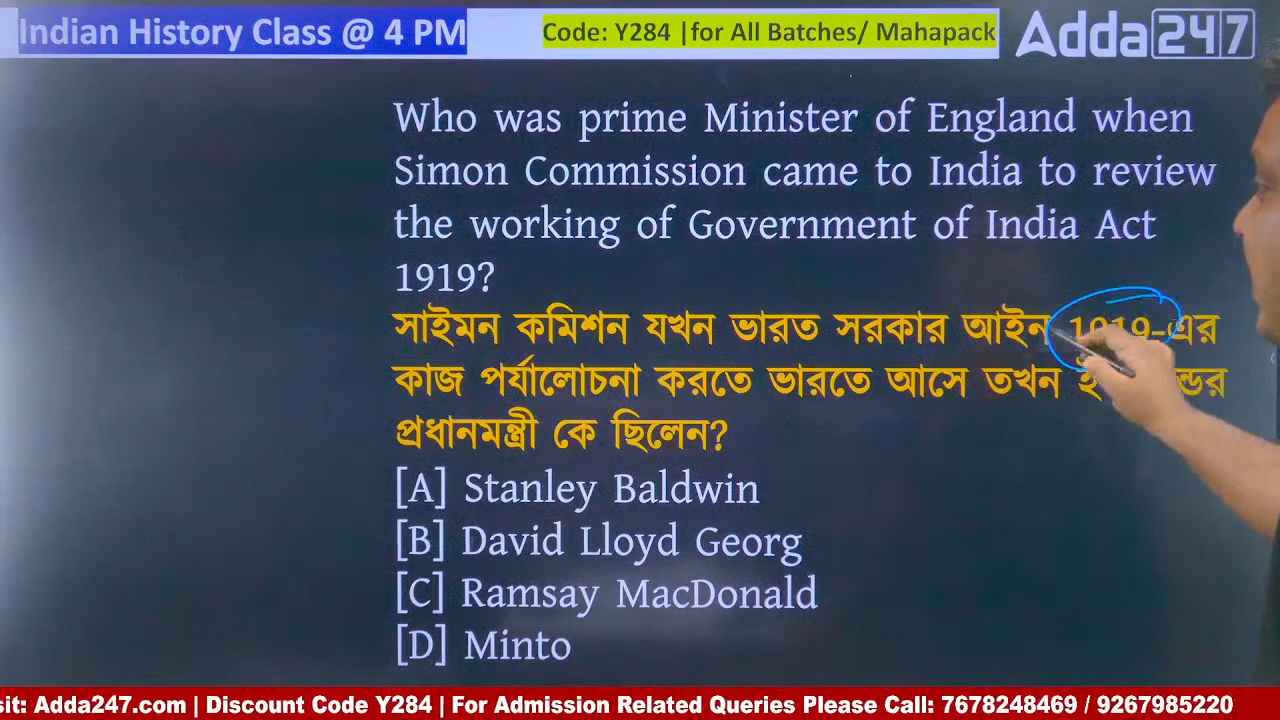 Indian History Class @ 4 PM
Code: Y284 |for All Batches/ Mahapack
Adda247
Who was prime Minister of England when
Simon Commission came to India to review
the working of Government of India Act
1919?
সাইমন কমিশন যখন ভারত সরকার আইন 1919-এর
কাজ পর্যালোচনা করতে ভারতে আসে তখন
প্রধানমন্ত্রী কে ছিলেন?
[A] Stanley Baldwin
[B] David Lloyd Georg
[C] Ramsay MacDonald
[D] Minto
sit: Adda247.com | Discount Code Y284 | For Admission Related Queries Please Call: 7678248469 / 9267985220